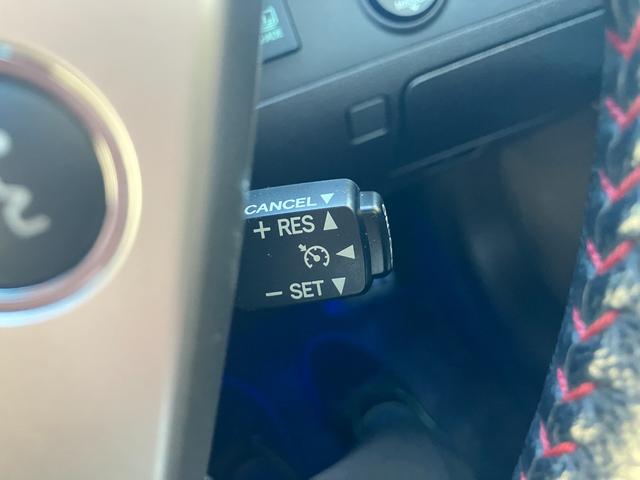 CANCEL▼
+ RES ▲
◀
− SET ▼